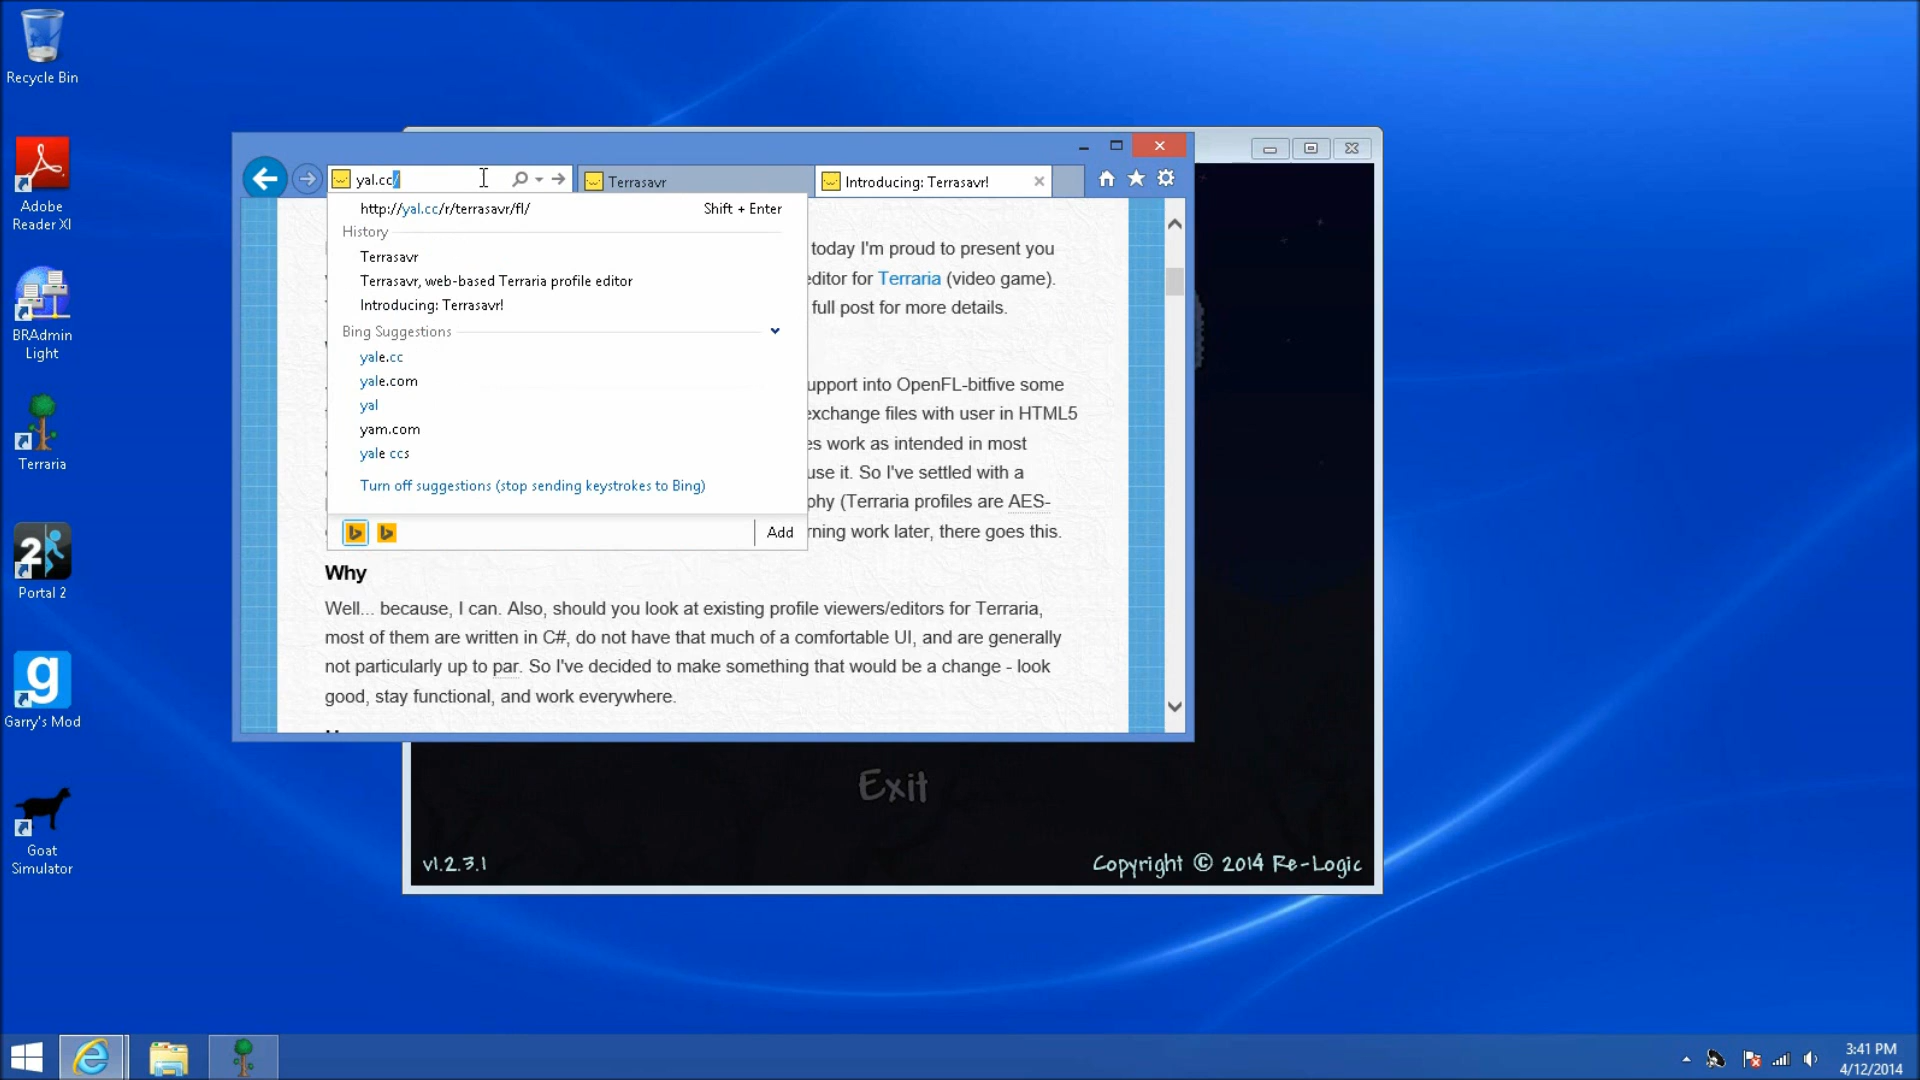 Recycle Bin
Adobe
Reader XI
BRAdmin
Light
Terraria
Portal 2
Garry's Mod
Goat
Simulator
yal.cc/
Terrasavr
Introducing: Terrasavr!
http://yal.cc/r/terrasavr/fl/ Shift + Enter
History
Terrasavr
Terrasavr, web-based Terraria profile editor
Introducing: Terrasavr!
Bing Suggestions
yale.cc
yale.com
yal
yam.com
yale ccs
Turn off suggestions (stop sending keystrokes to Bing)
Add
today I'm proud to present you
editor for Terraria (video game).
full post for more details.
upport into OpenFL-bitfive some
exchange files with user in HTML5
es work as intended in most
use it. So I've settled with a
phy (Terraria profiles are AES-
rning work later, there goes this.
Why
Well... because, I can. Also, should you look at existing profile viewers/editors for Terraria,
most of them are written in C#, do not have that much of a comfortable UI, and are generally
not particularly up to par. So I've decided to make something that would be a change - look
good, stay functional, and work everywhere.
Exit
v1.2.3.1
Copyright © 2014 Re-Logic
3:41 PM
4/12/2014